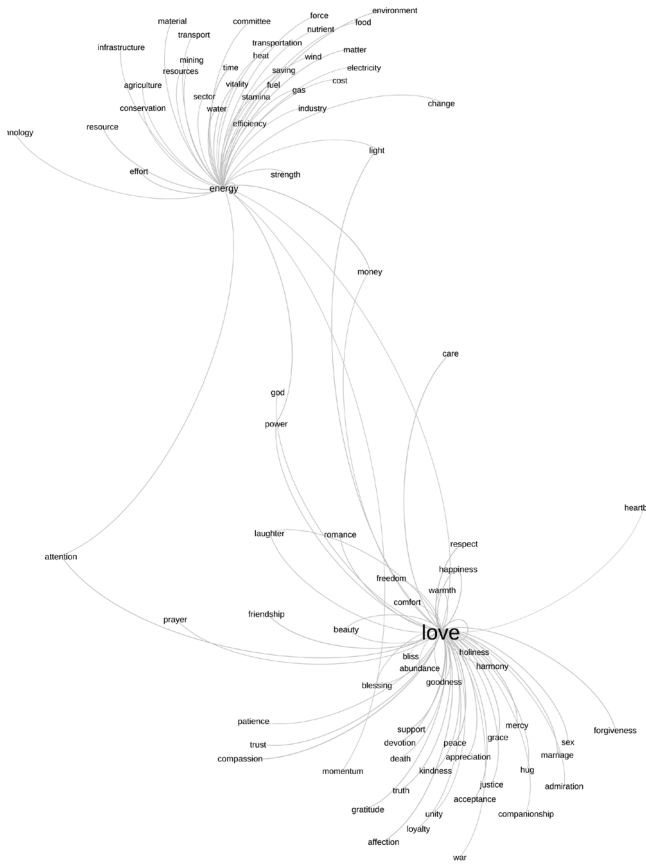 environment
force
material
committee
food
nutrient
transport
transportation
infrastructure
matter
heat
wind
mining
time
saving
electricity
resources
cost
vitality
fuel
agriculture
gas
sector
stamina
change
conservation
water
industry
efficiency
resource
nology
light
effort
strength
energy
money
care
god
power
heartb
laughter
romance
respect
attention
happiness
freedom
warmth
comfort
friendship
prayer
beauty
love
holiness
bliss
harmony
abundance
goodness
blessing
patience
mercy
support
forgiveness
grace
trust
devotion
peace
sex
compassion
death
appreciation
marriage
momentum
kindness
hug
justice
admiration
truth
acceptance
gratitude
unity
companionship
loyalty
affection
war